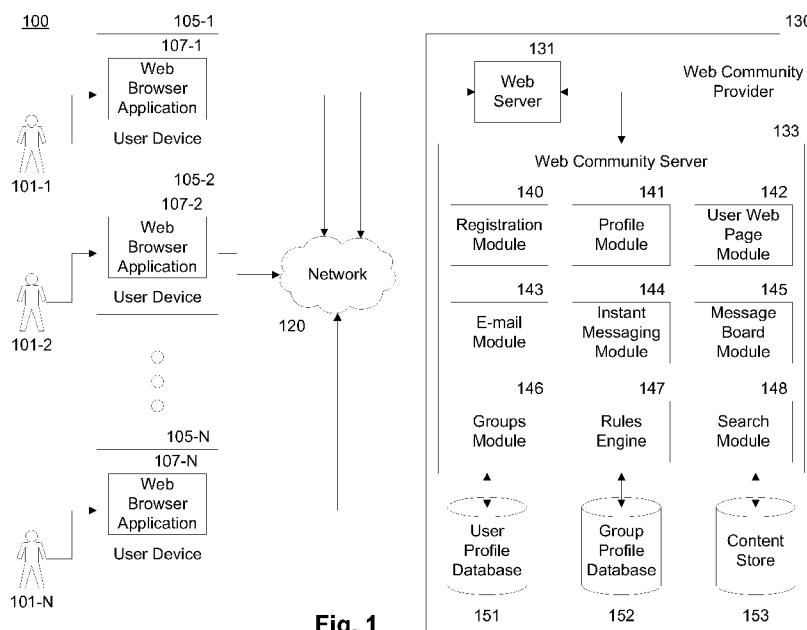 100
105-1
107-1
Web
Browser
Application
User Device
101-1
105-2
107-2
Web
Browser
Application
User Device
101-2
105-N
107-N
Web
Browser
Application
User Device
101-N
Network
120
Fig. 1
130
131
Web
Server
Web Community
Provider
133
Web Community Server
140
Registration
Module
141
Profile
Module
142
User Web
Page Module
143
E-mail
Module
144
Instant
Messaging
Module
145
Message
Board
Module
146
Groups
Module
147
Rules
Engine
148
Search
Module
User
Profile
Database
151
Group
Profile
Database
152
Content
Store
153